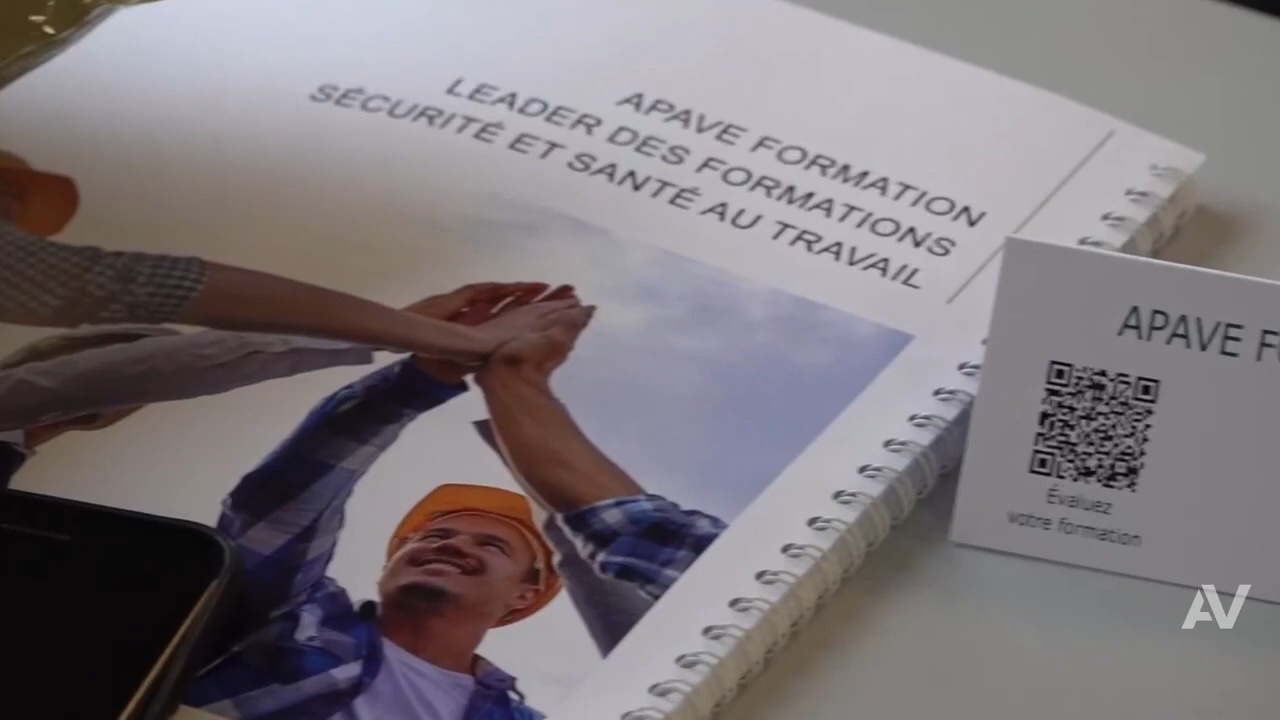 APAVE FORMATION
LEADER DES FORMATIONS
SÉCURITÉ ET SANTÉ AU TRAVAIL
APAVE F
Évaluez
votre formation
AV